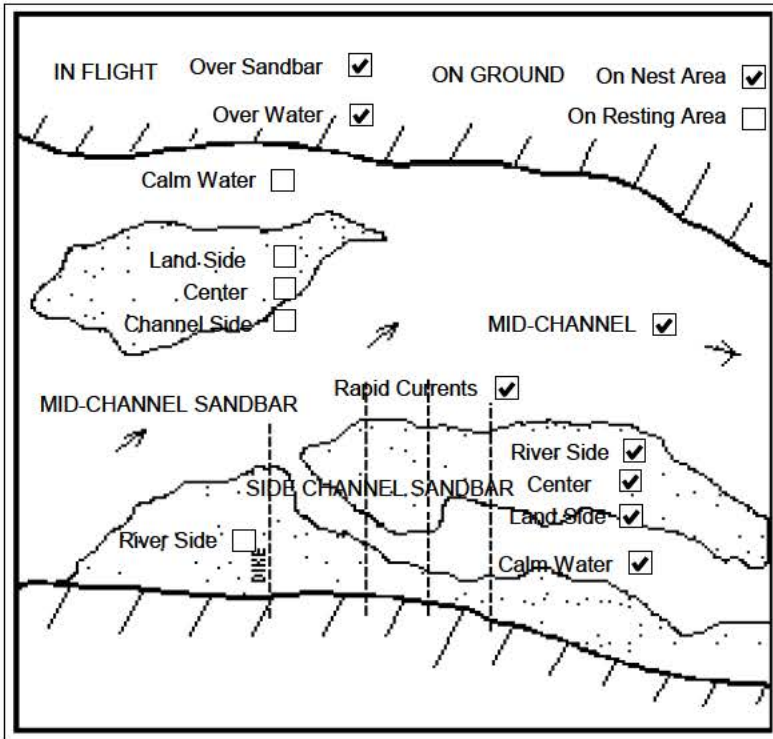 IN FLIGHT Over Sandbar ON GROUND On Nest Area
Over Water On Resting Area
Calm Water
Land Side
Center
Channel Side
MID-CHANNEL
Rapid Currents
MID-CHANNEL SANDBAR
River Side
SIDE CHANNEL SANDBAR Center
Land Side
River Side
DIKE
Calm Water